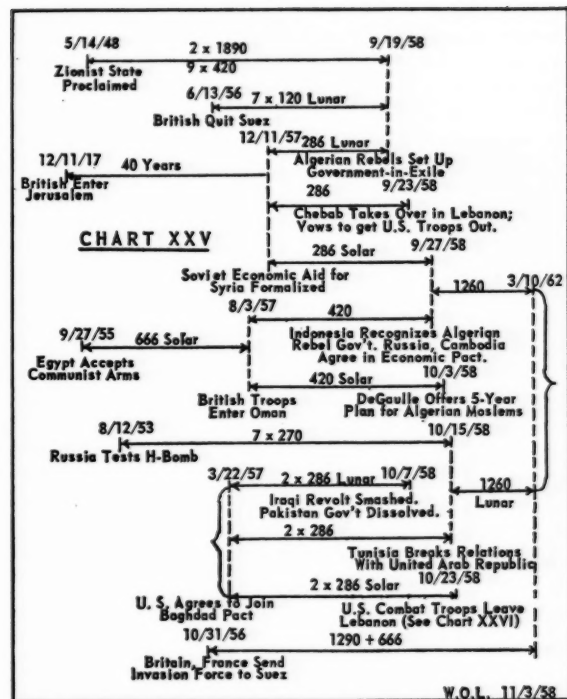 5/14/48 2 x 1890 9/19/58
Zionist State 9 x 420
Proclaimed
6/13/56 7 x 120 Lunar
British Quit Suez
12/11/57 286 Lunar
12/11/17 40 Years Algerian Rebels Set Up
British Enter Government-in-Exile
Jerusalem 286 9/23/58
Chebab Takes Over in Lebanon;
Vows to get U.S. Troops Out.
CHART XXV
286 Solar 9/27/58
Soviet Economic Aid for 1260 3/10/62
Syria Formalized
8/3/57 420
9/27/55 666 Solar Indonesia Recognizes Algerian
Egypt Accepts Rebel Gov't. Russia, Cambodia
Communist Arms Agree in Economic Pact.
420 Solar 10/3/58
British Troops DeGaulle Offers 5-Year
Enter Oman Plan for Algerian Moslems
8/12/53 7 x 270 10/15/58
Russia Tests H-Bomb
3/22/57 2 x 286 Lunar 10/7/58 1260
Iraqi Revolt Smashed. Lunar
Pakistan Gov't Dissolved.
2 x 286
Tunisia Breaks Relations
With United Arab Republic
2 x 286 Solar 10/23/58
U. S. Agrees to Join U.S. Combat Troops Leave
Baghdad Pact Lebanon (See Chart XXVI)
10/31/56 1290 + 666
Britain, France Send
Invasion Force to Suez
W.O.L. 11/3/58